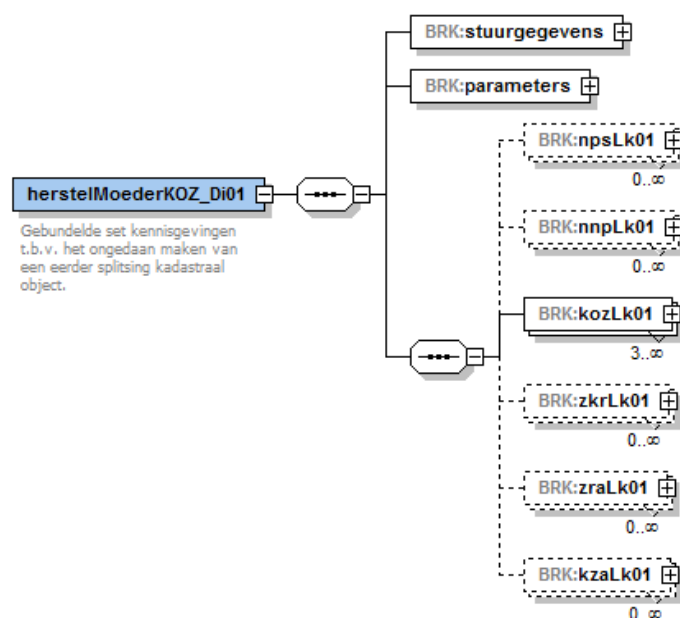 BRK:stuurgegevens
BRK:parameters
BRK:npsLk01
0..∞
herstelMoederKOZ_Di01
Gebundelde set kennisgevingen
t.b.v. het ongedaan maken van
een eerder splitsing kadastraal
object.
BRK:nnpLk01
0..∞
BRK:kozLk01
3..∞
BRK:zkrLk01
0..∞
BRK:zraLk01
0..∞
BRK:kzaLk01
0..∞